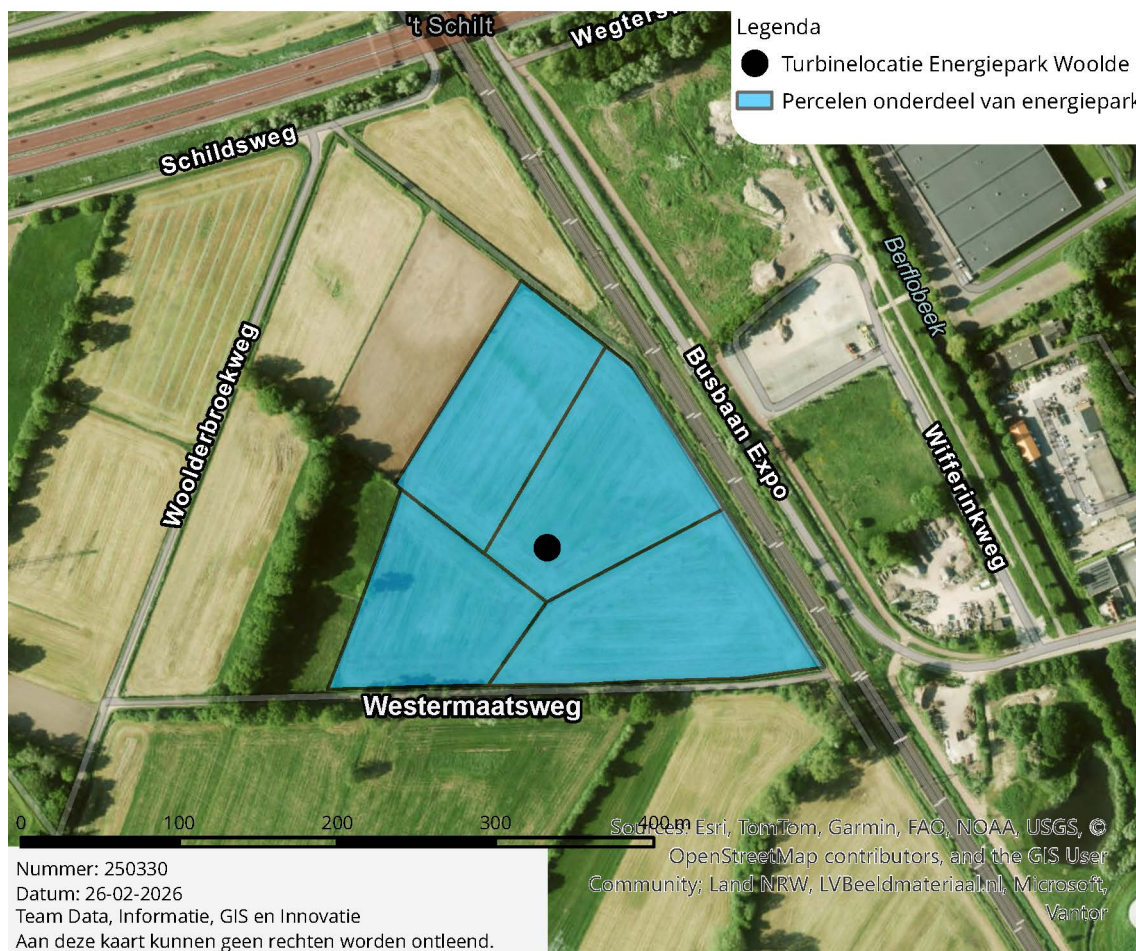 't Schilt
Legenda
Turbinelocatie Energiepark Woolde
Percelen onderdeel van energiepark
Schildsweg
Berflobeek
Woolderbroekweg
Busbaan Expo
Wifferinkweg
Westermaatsweg
0 100 200 300 400 m
Sources: Esri, TomTom, Garmin, FAO, NOAA, USGS, ©
OpenStreetMap contributors, and the GIS User
Community; Land NRW, LVBeeldmateriaal.nl, Microsoft,
Vantor
Nummer: 250330
Datum: 26-02-2026
Team Data, Informatie, GIS en Innovatie
Aan deze kaart kunnen geen rechten worden ontleend.